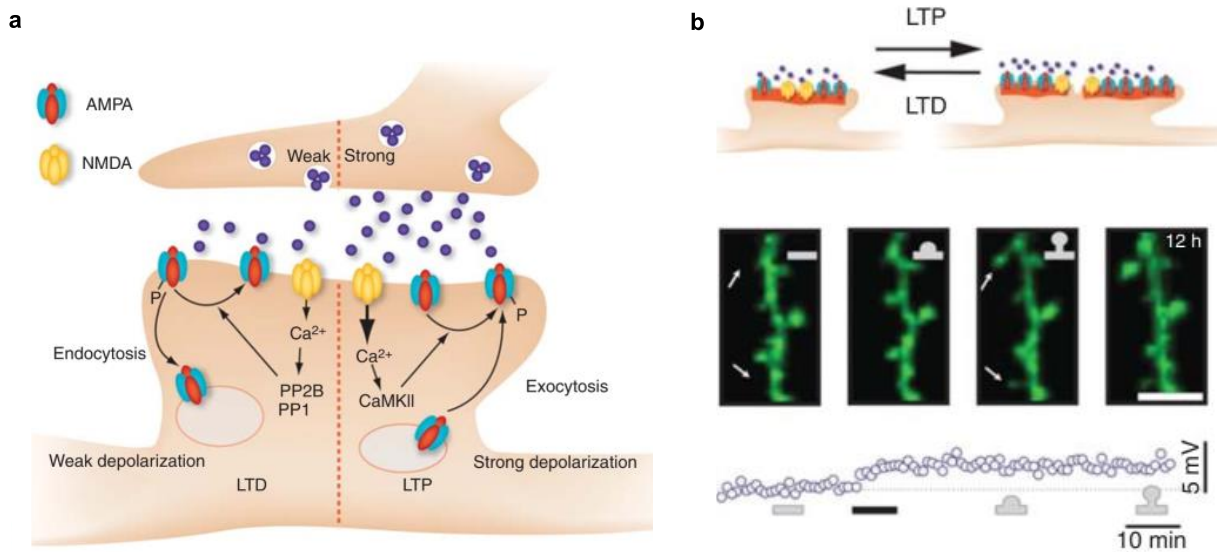 a
AMPA
NMDA
Weak Strong
P
P
Ca2+
Ca2+
Endocytosis
Exocytosis
PP2B
PP1
CaMKII
Weak depolarization
Strong depolarization
LTD
LTP
b
LTP
LTD
12 h
5 mV
10 min